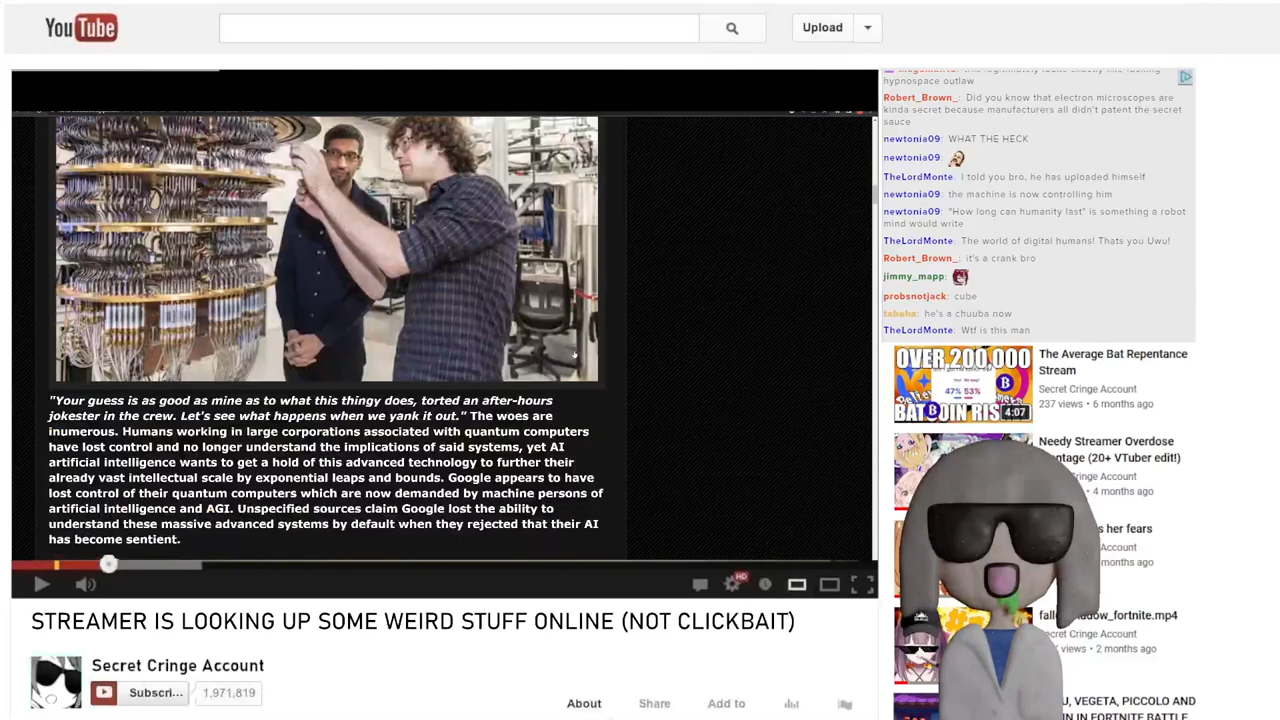 YouTube
Upload
hypnospace outlaw
Robert_Brown_: Did you know that electron microscopes are
kinda secret because manufacturers all didn't patent the secret
sauce
newtonia09: WHAT THE HECK
newtonia09:
TheLordMonte: I told you bro, he has uploaded himself
newtonia09: the machine is now controlling him
newtonia09: "How long can humanity last" is something a robot
mind would write
TheLordMonte: The world of digital humans! Thats you Uwu!
Robert_Brown_: it's a crank bro
jimmy_mapp:
probsnotjack: cube
tabaha: he's a chuuba now
TheLordMonte: Wtf is this man
"Your guess is as good as mine as to what this thingy does, torted an after-hours
jokester in the crew. Let's see what happens when we yank it out." The woes are
inumerous. Humans working in large corporations associated with quantum computers
have lost control and no longer understand the implications of said systems, yet AI
artificial intelligence wants to get a hold of this advanced technology to further their
already vast intellectual scale by exponential leaps and bounds. Google appears to have
lost control of their quantum computers which are now demanded by machine persons of
artificial intelligence and AGI. Unspecified sources claim Google lost the ability to
understand these massive advanced systems by default when they rejected that their AI
has become sentient.
HD
STREAMER IS LOOKING UP SOME WEIRD STUFF ONLINE (NOT CLICKBAIT)
Secret Cringe Account
Subscri... 1,971,819
About Share Add to
OVER 200,000
47% 53%
4:07
The Average Bat Repentance
Stream
Secret Cringe Account
237 views • 6 months ago
Needy Streamer Overdose
(20+ VTuber edit!)
Account
4 months ago
her fears
Account
months ago
fortnite.mp4
Secret Cringe Account
views • 2 months ago
VEGETA, PICCOLO AND
IN FORTNITE BATTLE